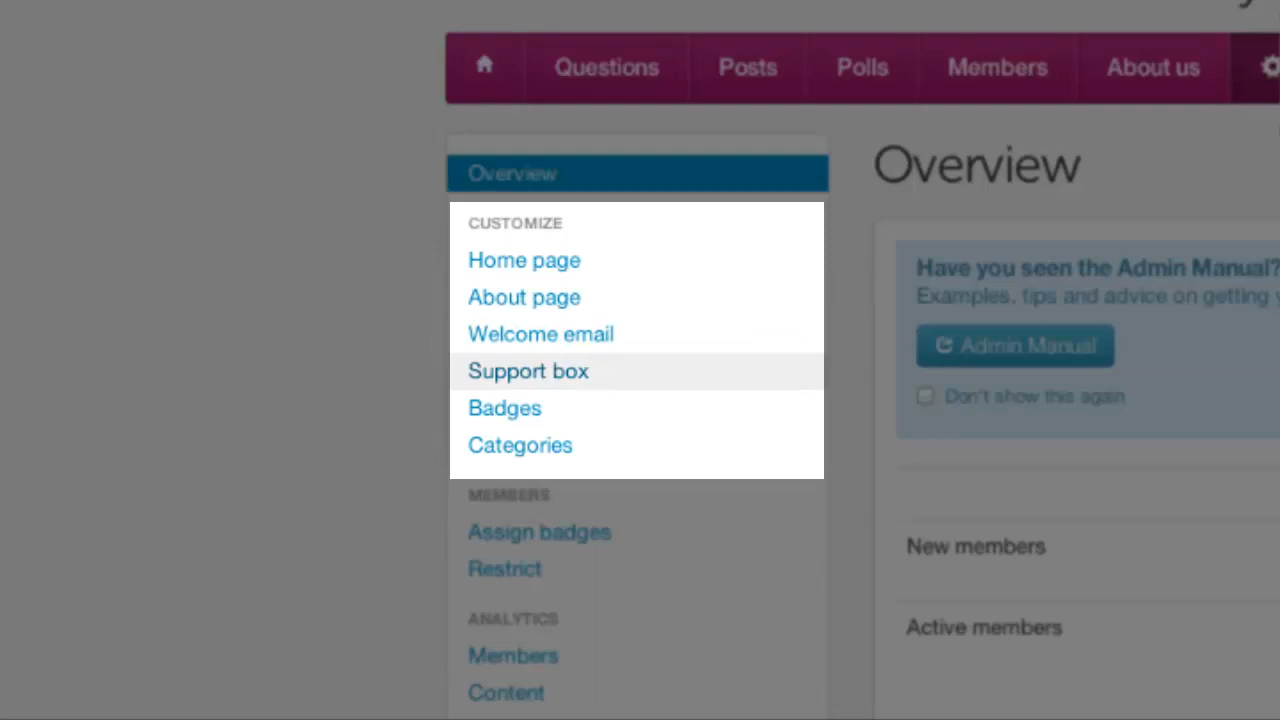 Questions Posts Polls Members About us
Overview
CUSTOMIZE
Home page
About page
Welcome email
Support box
Badges
Categories
MEMBERS
Assign badges
Restrict
ANALYTICS
Members
Content
Overview
Have you seen the Admin Manual?
Examples, tips and advice on getting
Admin Manual
Don't show this again
New members
Active members